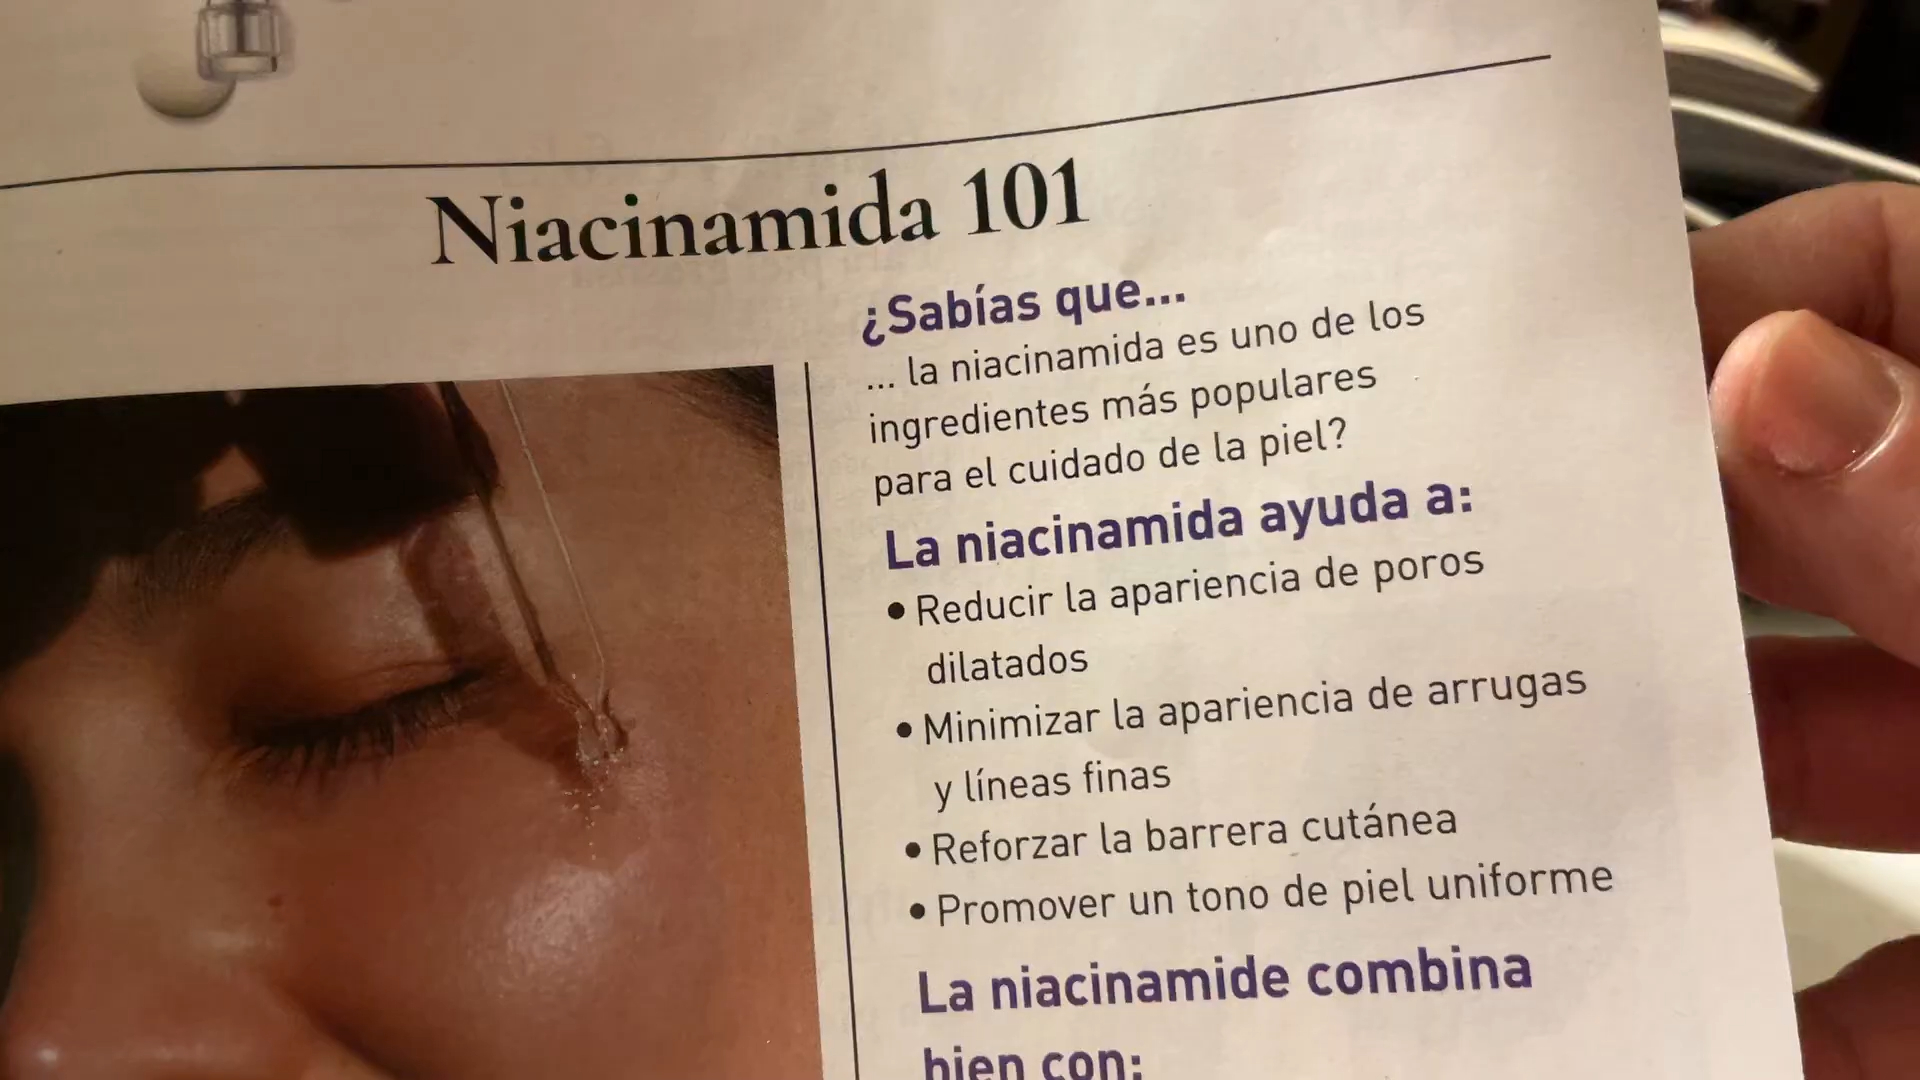 Niacinamida 101
¿Sabías que...
... la niacinamida es uno de los
ingredientes más populares
para el cuidado de la piel?
La niacinamida ayuda a:
• Reducir la apariencia de poros
dilatados
• Minimizar la apariencia de arrugas
y líneas finas
• Reforzar la barrera cutánea
• Promover un tono de piel uniforme
La niacinamide combina
bien con: